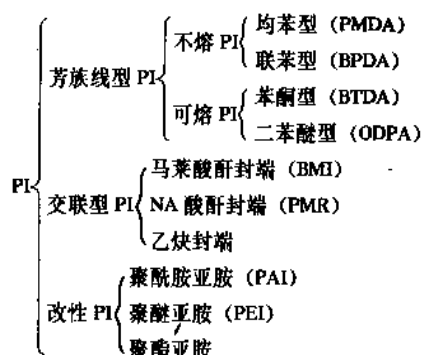 均苯型 (PMDA)
不熔 PI
联苯型 (BPDA)
芳族线型 PI
苯酮型 (BTDA)
可熔 PI
二苯醚型 (ODPA)
马莱酸酐封端 (BMI)
PI
交联型 PI
NA 酸酐封端 (PMR)
乙炔封端
聚酰胺亚胺 (PAI)
改性 PI
聚醚亚胺 (PEI)
聚酯亚胺